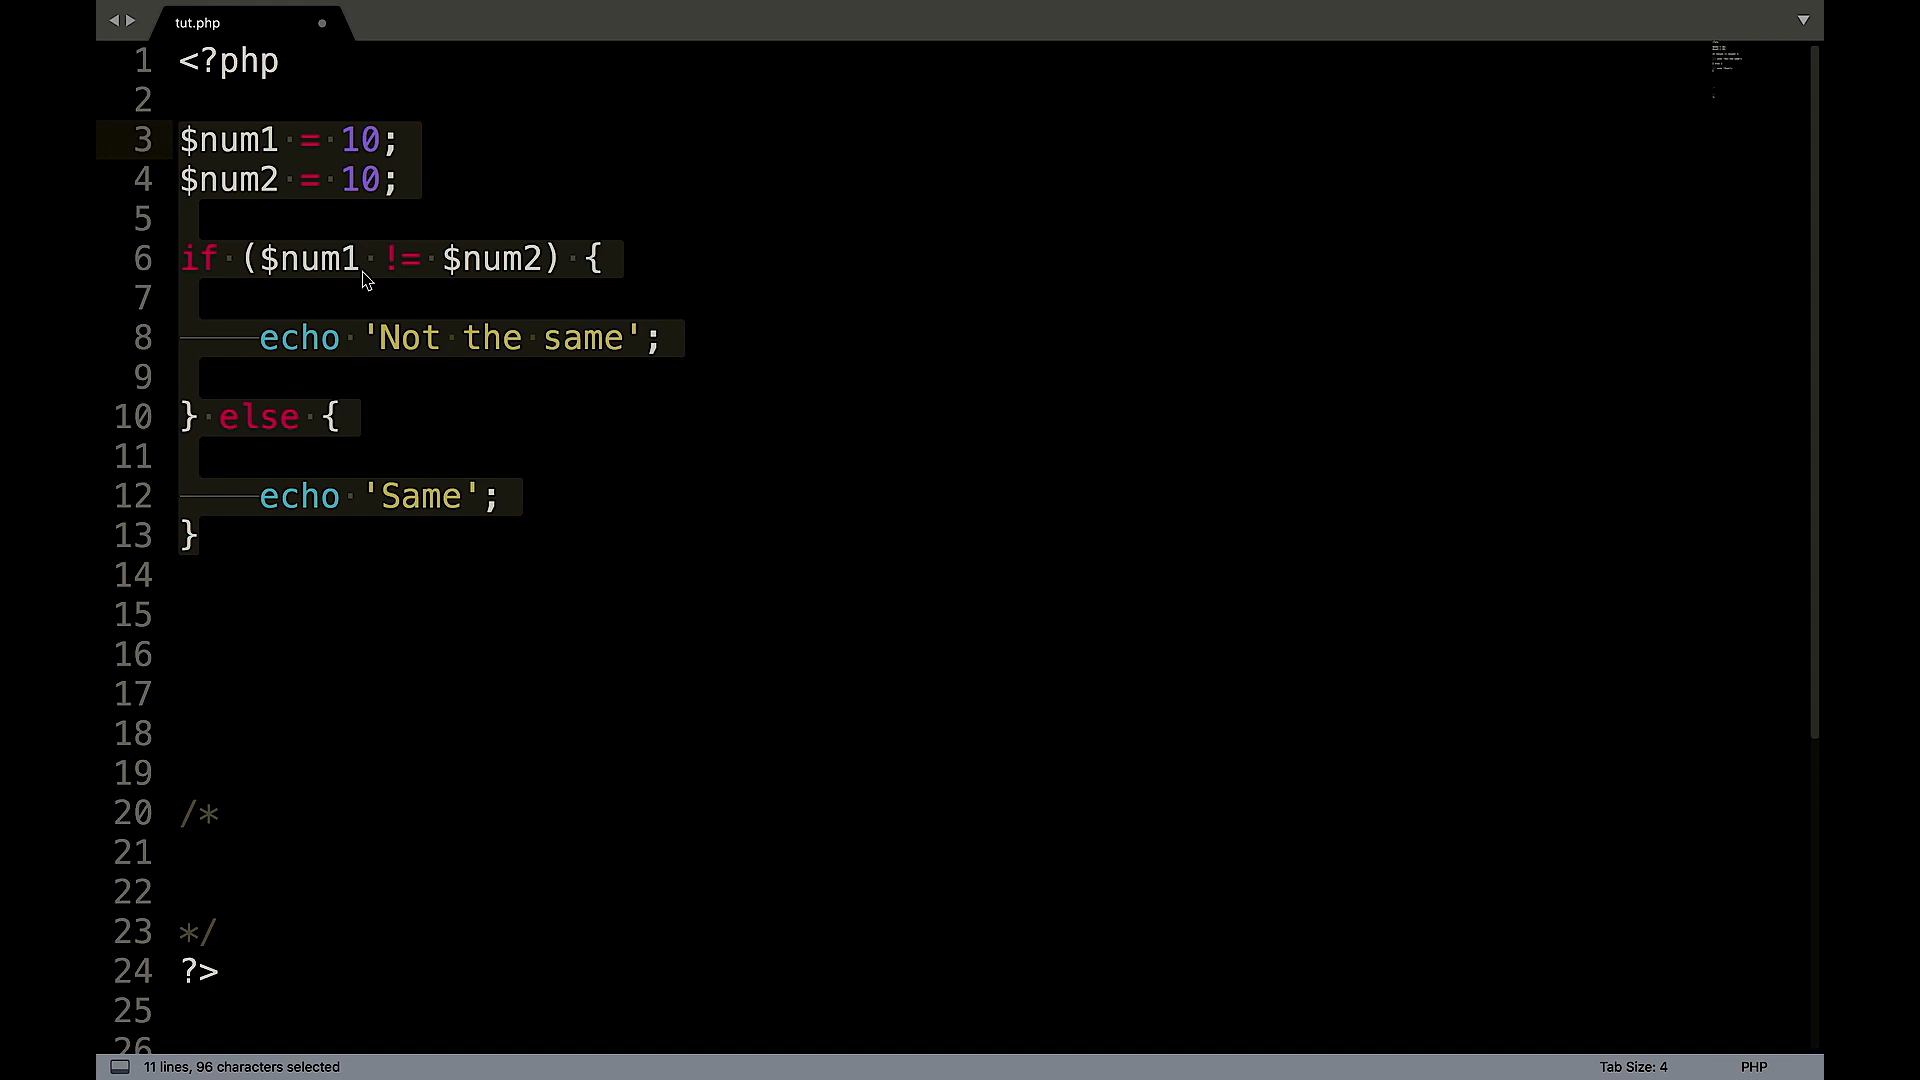 tut.php
1 <?php
2
3 $num1 = 10;
4 $num2 = 10;
5
6 if ($num1 != $num2) {
7
8 echo 'Not the same';
9
10 } else {
11
12 echo 'Same';
13 }
14
15
16
17
18
19
20 /*
21
22
23 */
24 ?>
25
26
11 lines, 96 characters selected Tab Size: 4 PHP